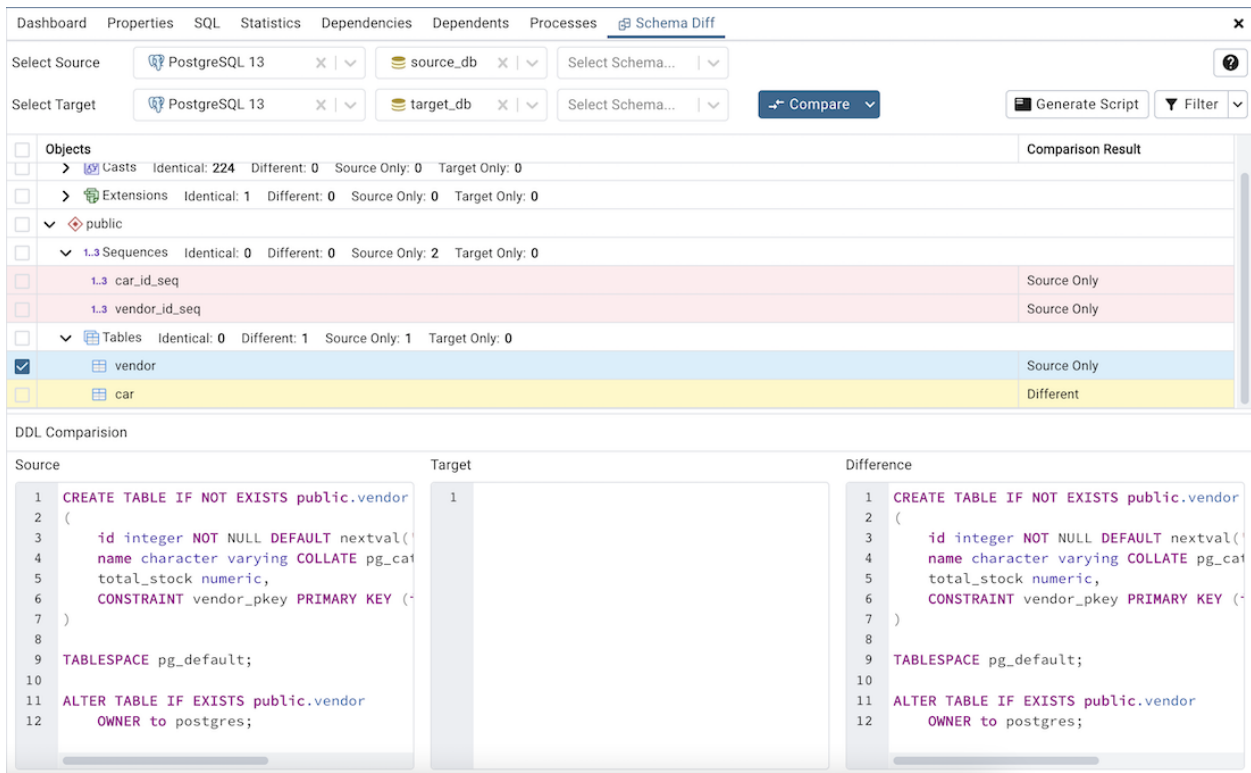 Dashboard Properties SQL Statistics Dependencies Dependents Processes Schema Diff
Select Source PostgreSQL 13 source_db Select Schema...
Select Target PostgreSQL 13 target_db Select Schema... Compare Generate Script Filter
Objects Comparison Result
Casts Identical: 224 Different: 0 Source Only: 0 Target Only: 0
Extensions Identical: 1 Different: 0 Source Only: 0 Target Only: 0
public
1..3 Sequences Identical: 0 Different: 0 Source Only: 2 Target Only: 0
1..3 car_id_seq Source Only
1..3 vendor_id_seq Source Only
Tables Identical: 0 Different: 1 Source Only: 1 Target Only: 0
vendor Source Only
car Different
DDL Comparision
Source
1 CREATE TABLE IF NOT EXISTS public.vendor
2 (
3 id integer NOT NULL DEFAULT nextval('
4 name character varying COLLATE pg_cat
5 total_stock numeric,
6 CONSTRAINT vendor_pkey PRIMARY KEY (
7 )
8
9 TABLESPACE pg_default;
10
11 ALTER TABLE IF EXISTS public.vendor
12 OWNER to postgres;
Target
1
Difference
1 CREATE TABLE IF NOT EXISTS public.vendor
2 (
3 id integer NOT NULL DEFAULT nextval('
4 name character varying COLLATE pg_cat
5 total_stock numeric,
6 CONSTRAINT vendor_pkey PRIMARY KEY (
7 )
8
9 TABLESPACE pg_default;
10
11 ALTER TABLE IF EXISTS public.vendor
12 OWNER to postgres;